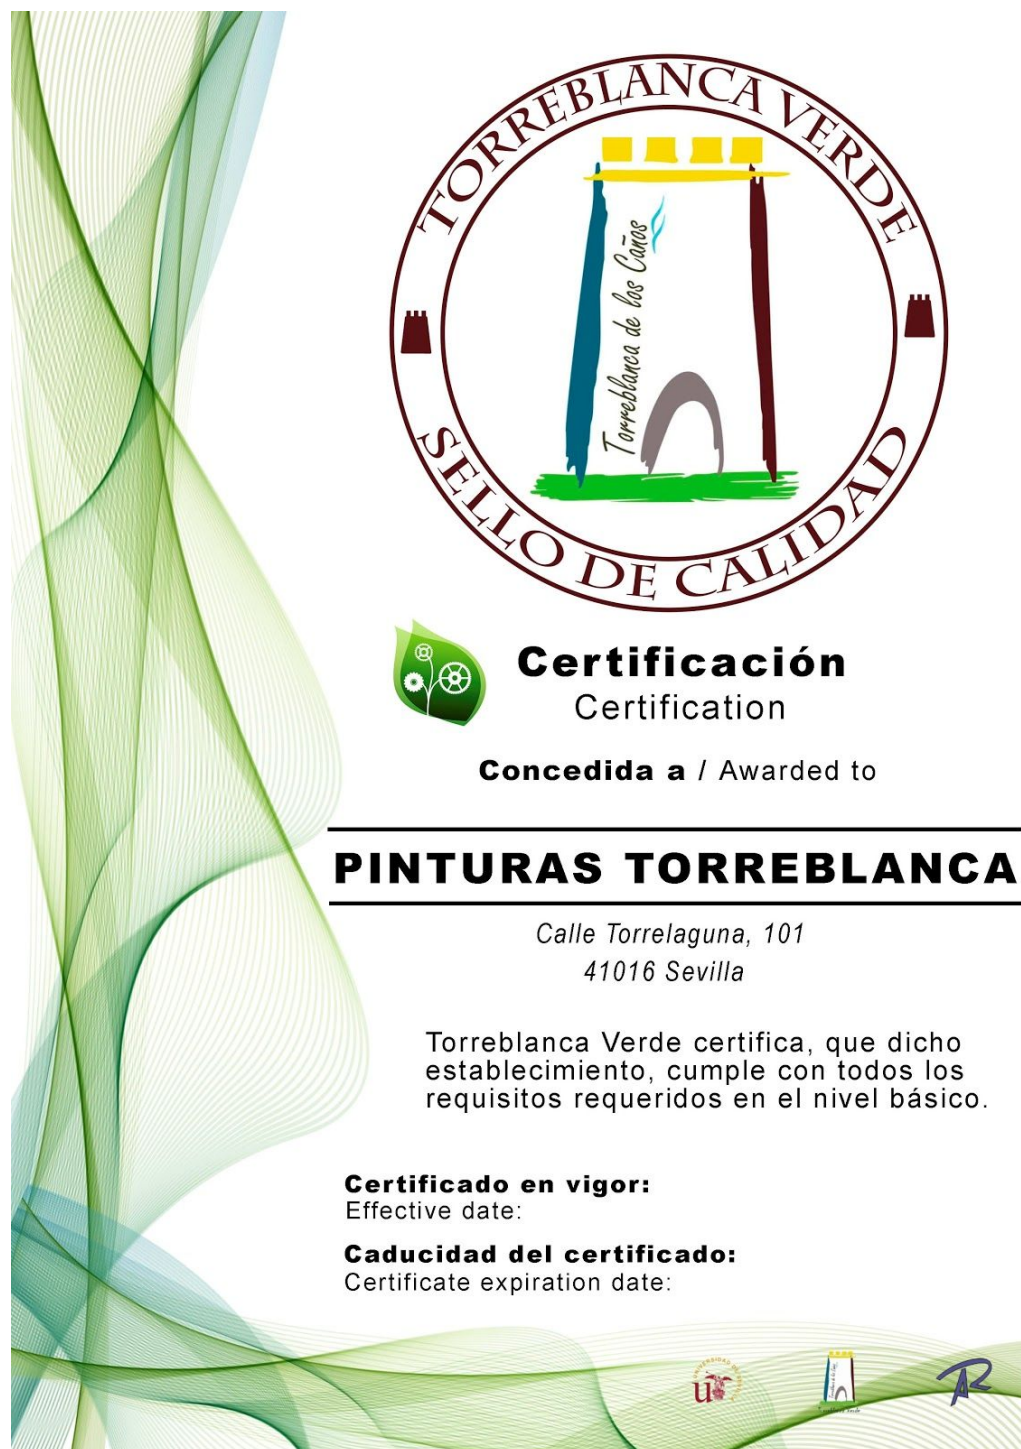 TORREBLANCA VERDE
Torreblanca de los Caños
SELLO DE CALIDAD
Certificación
Certification
Concedida a / Awarded to
PINTURAS TORREBLANCA
Calle Torrelaguna, 101
41016 Sevilla
Torreblanca Verde certifica, que dicho
establecimiento, cumple con todos los
requisitos requeridos en el nivel básico.
Certificado en vigor:
Effective date:
Caducidad del certificado:
Certificate expiration date: